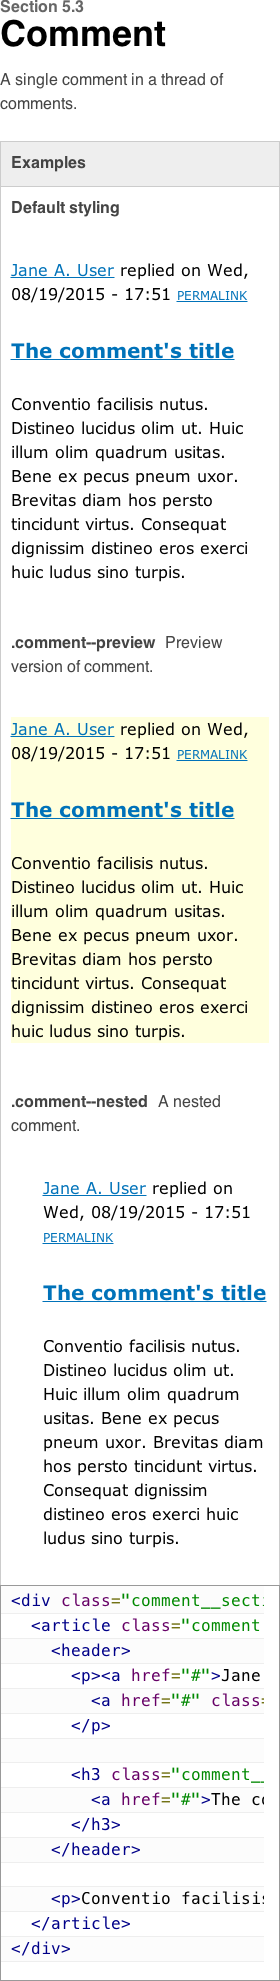 Section 5.3
Comment
A single comment in a thread of
comments.
Examples
Default styling
Jane A. User replied on Wed,
08/19/2015 - 17:51 PERMALINK
The comment's title
Conventio facilisis nutus.
Distineo lucidus olim ut. Huic
illum olim quadrum usitas.
Bene ex pecus pneum uxor.
Brevitas diam hos persto
tincidunt virtus. Consequat
dignissim distineo eros exerci
huic ludus sino turpis.
.comment--preview Preview
version of comment.
Jane A. User replied on Wed,
08/19/2015 - 17:51 PERMALINK
The comment's title
Conventio facilisis nutus.
Distineo lucidus olim ut. Huic
illum olim quadrum usitas.
Bene ex pecus pneum uxor.
Brevitas diam hos persto
tincidunt virtus. Consequat
dignissim distineo eros exerci
huic ludus sino turpis.
.comment--nested A nested
comment.
Jane A. User replied on
Wed, 08/19/2015 - 17:51
PERMALINK
The comment's title
Conventio facilisis nutus.
Distineo lucidus olim ut.
Huic illum olim quadrum
usitas. Bene ex pecus
pneum uxor. Brevitas diam
hos persto tincidunt virtus.
Consequat dignissim
distineo eros exerci huic
ludus sino turpis.
<div class="comment__secti
<article class="comment
<header>
<p><a href="#">Jane
<a href="#" class=
</p>
<h3 class="comment__
<a href="#">The co
</h3>
</header>
<p>Conventio facilisis
</article>
</div>